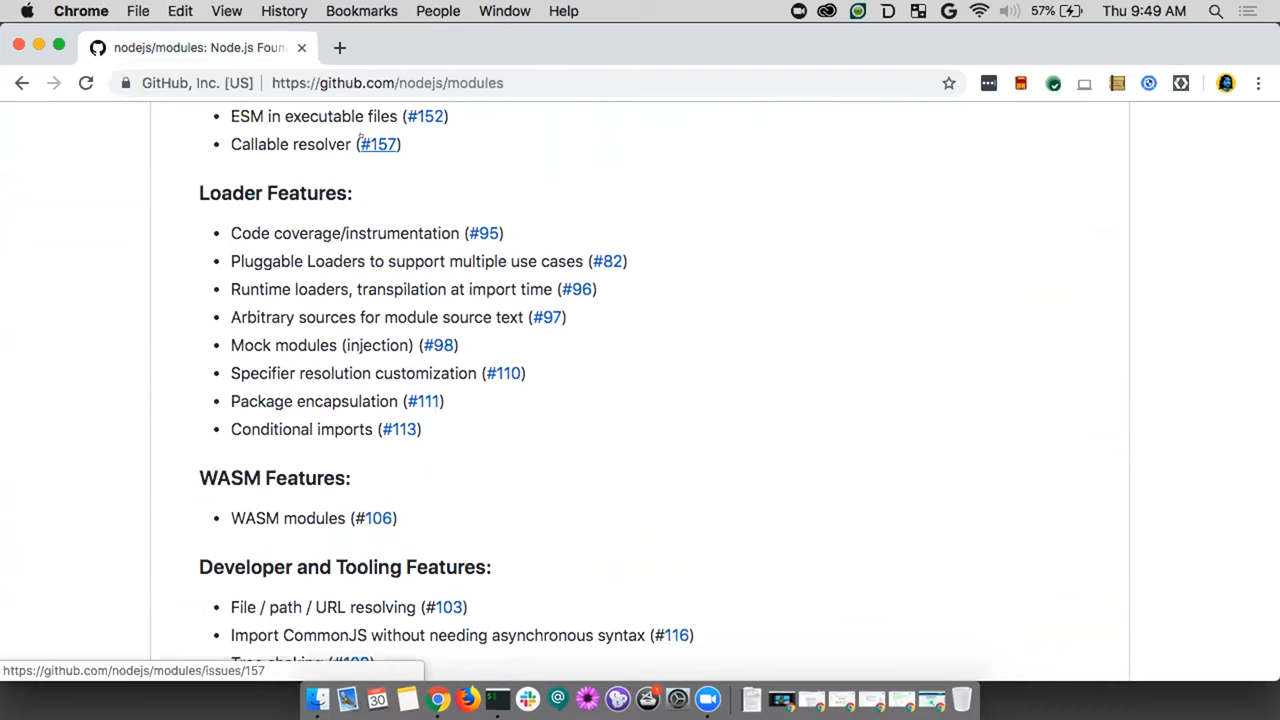 Chrome File Edit View History Bookmarks People Window Help 57% Thu 9:49 AM
nodejs/modules: Node.js Foun
GitHub, Inc. [US] https://github.com/nodejs/modules
• ESM in executable files (#152)
• Callable resolver (#157)
Loader Features:
• Code coverage/instrumentation (#95)
• Pluggable Loaders to support multiple use cases (#82)
• Runtime loaders, transpilation at import time (#96)
• Arbitrary sources for module source text (#97)
• Mock modules (injection) (#98)
• Specifier resolution customization (#110)
• Package encapsulation (#111)
• Conditional imports (#113)
WASM Features:
• WASM modules (#106)
Developer and Tooling Features:
• File / path / URL resolving (#103)
• Import CommonJS without needing asynchronous syntax (#116)
https://github.com/nodejs/modules/issues/157
30